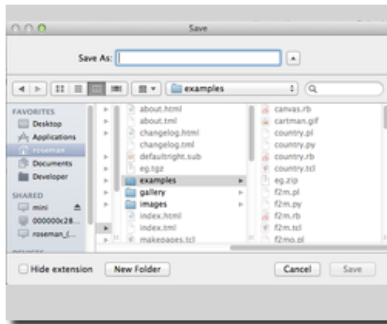 Save
Save As:
examples
FAVORITES
Desktop
Applications
roseman
Documents
Developer
SHARED
mini
000000c28...
roseman_(...
DEVICES
about.html
about.tml
changelog.html
changelog.tml
defaultright.sub
eg.tgz
examples
gallery
images
index.html
index.tml
makepages.tcl
canvas.rb
cartman.gif
country.pl
country.py
country.rb
country.tcl
eg.zip
f2m.pl
f2m.py
f2m.rb
f2m.tcl
f2mo.pl
Hide extension
New Folder
Cancel
Save